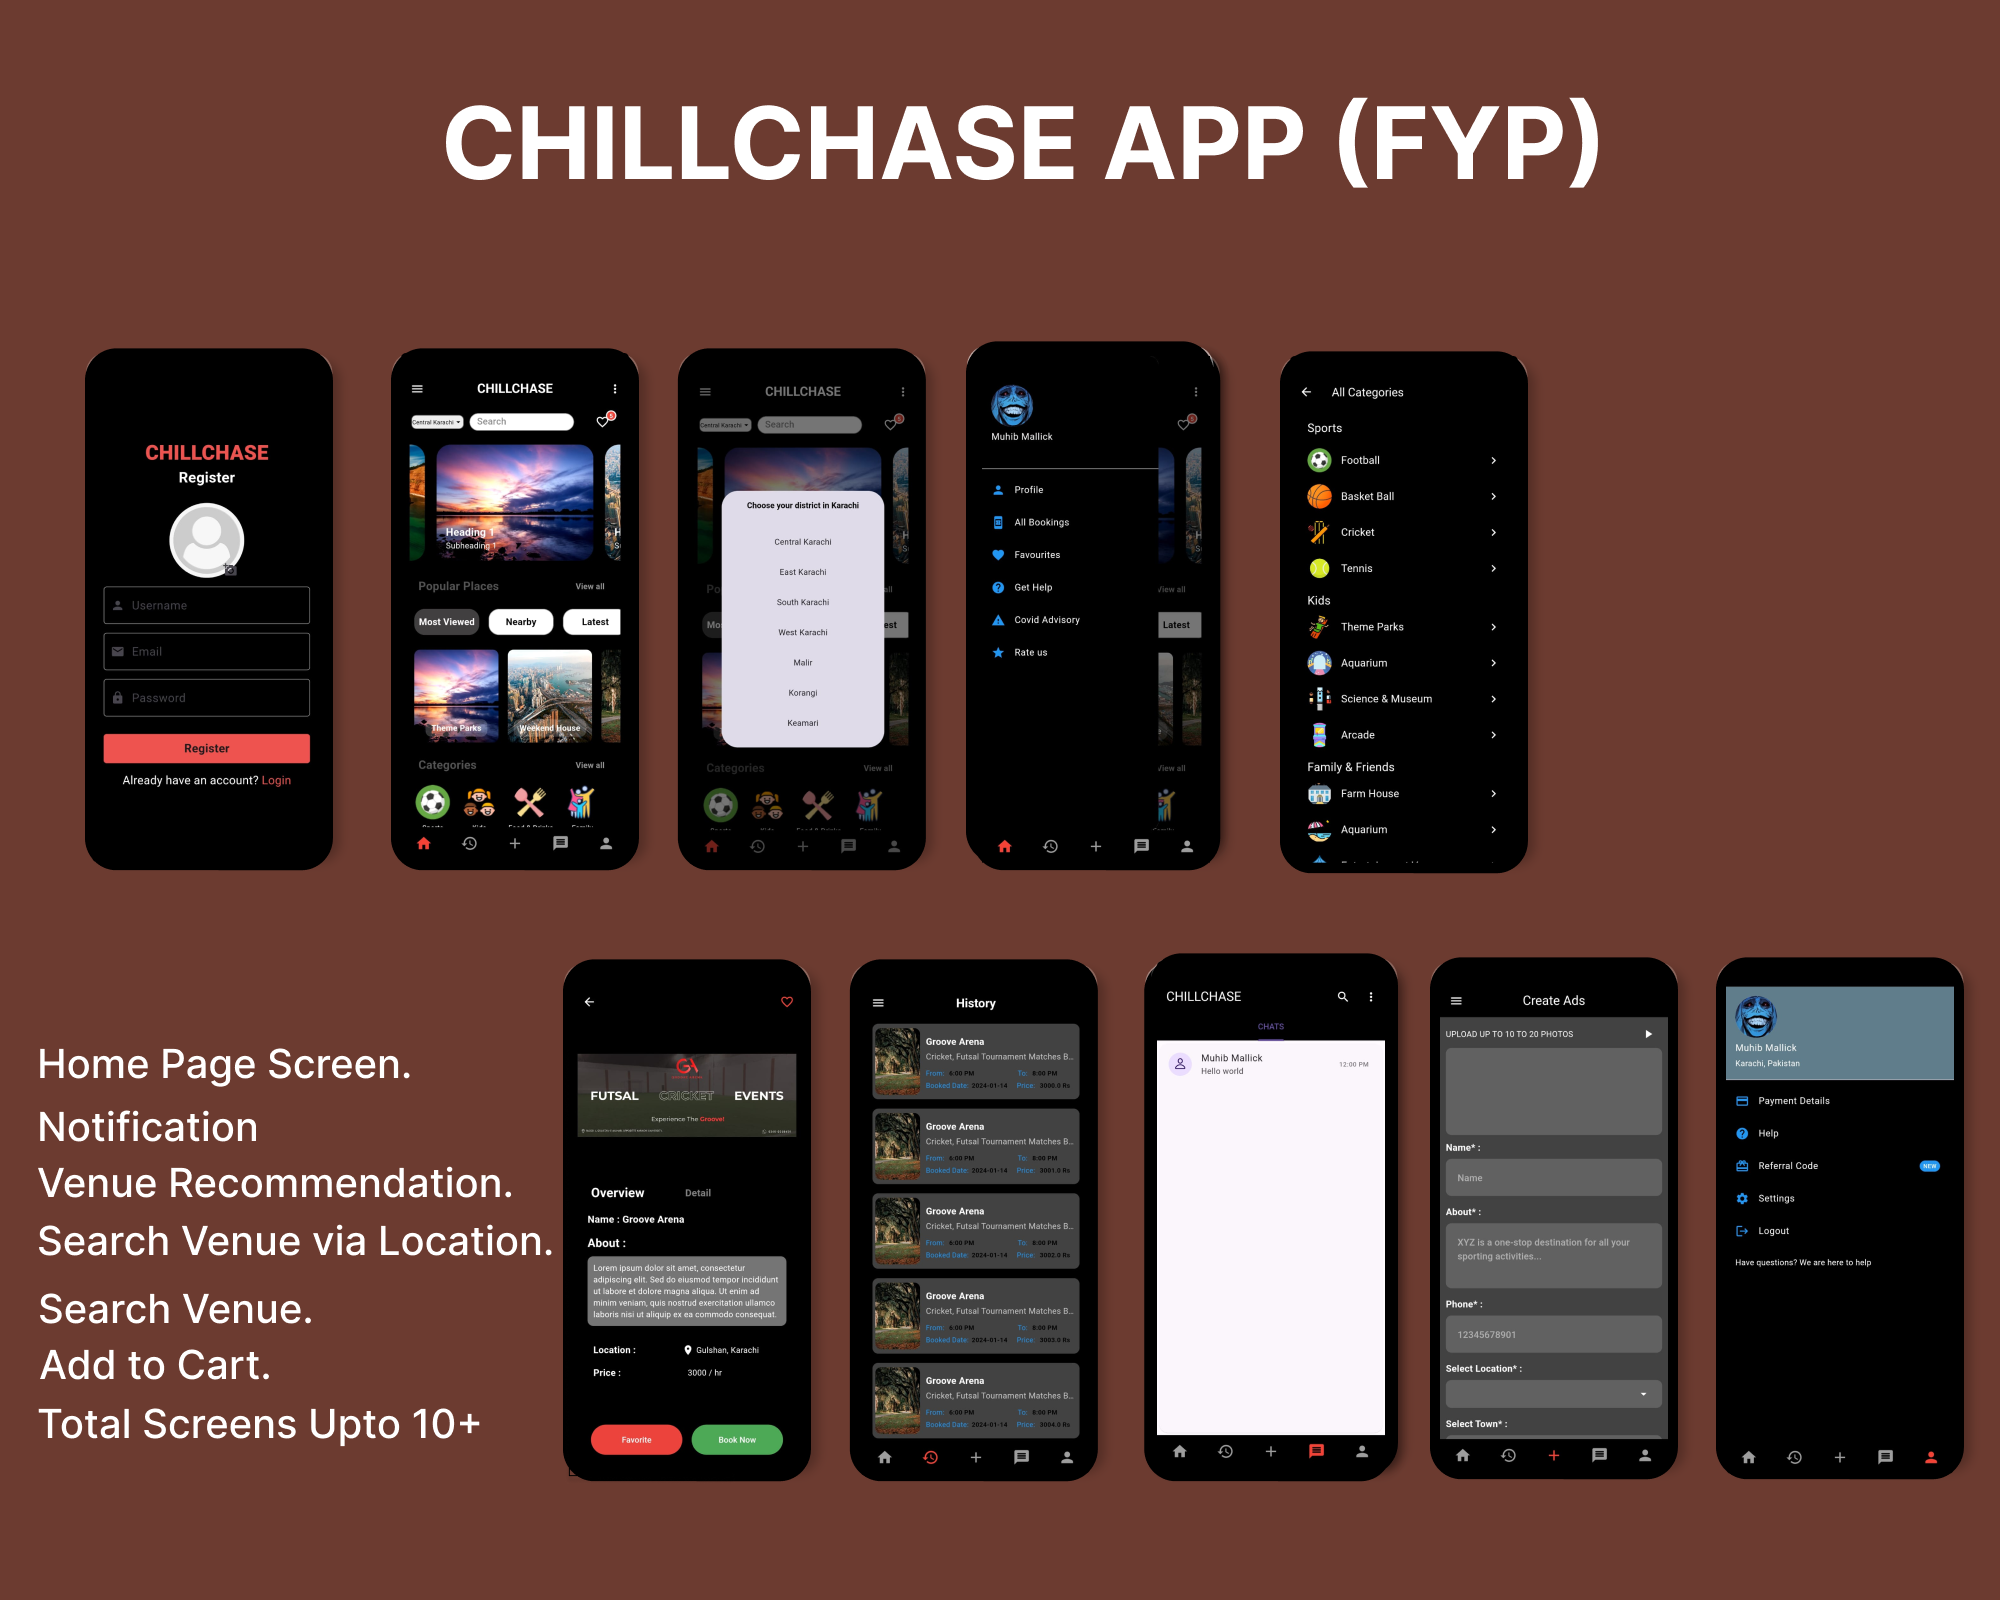 CHILLCHASE APP (FYP)
CHILLCHASE
Register
Username
Email
Password
Register
Already have an account? Login
CHILLCHASE
Central Karachi
Search
Heading 1
Subheading 1
Popular Places
View all
Most Viewed
Nearby
Latest
Theme Parks
Weekend House
Categories
View all
Sports
Kids
Food & Drinks
Family
CHILLCHASE
Central Karachi
Search
Choose your district in Karachi
Central Karachi
East Karachi
South Karachi
West Karachi
Malir
Korangi
Keamari
Categories
View all
Muhib Mallick
Profile
All Bookings
Favourites
Get Help
Covid Advisory
Rate us
View all
Latest
View all
All Categories
Sports
Football
Basket Ball
Cricket
Tennis
Kids
Theme Parks
Aquarium
Science & Museum
Arcade
Family & Friends
Farm House
Aquarium
Home Page Screen.
Notification
Venue Recommendation.
Search Venue via Location.
Search Venue.
Add to Cart.
Total Screens Upto 10+
GA
FUTSAL CRICKET EVENTS
Experience The Groove!
Overview
Detail
Name : Groove Arena
About :
Lorem ipsum dolor sit amet, consectetur
adipiscing elit. Sed do eiusmod tempor incididunt
ut labore et dolore magna aliqua. Ut enim ad
minim veniam, quis nostrud exercitation ullamco
laboris nisi ut aliquip ex ea commodo consequat.
Location : Gulshan, Karachi
Price : 3000 / hr
Favorite
Book Now
History
Groove Arena
Cricket, Futsal Tournament Matches B...
From: 6:00 PM To: 8:00 PM
Booked Date: 2024-01-14 Price: 3000.0 Rs
Groove Arena
Cricket, Futsal Tournament Matches B...
From: 6:00 PM To: 8:00 PM
Booked Date: 2024-01-14 Price: 3001.0 Rs
Groove Arena
Cricket, Futsal Tournament Matches B...
From: 6:00 PM To: 8:00 PM
Booked Date: 2024-01-14 Price: 3002.0 Rs
Groove Arena
Cricket, Futsal Tournament Matches B...
From: 6:00 PM To: 8:00 PM
Booked Date: 2024-01-14 Price: 3003.0 Rs
Groove Arena
Cricket, Futsal Tournament Matches B...
From: 6:00 PM To: 8:00 PM
Booked Date: 2024-01-14 Price: 3004.0 Rs
CHILLCHASE
CHATS
Muhib Mallick
Hello world
12:00 PM
Create Ads
UPLOAD UP TO 10 TO 20 PHOTOS
Name* :
Name
About* :
XYZ is a one-stop destination for all your
sporting activities...
Phone* :
12345678901
Select Location* :
Select Town* :
Muhib Mallick
Karachi, Pakistan
Payment Details
Help
Referral Code
NEW
Settings
Logout
Have questions? We are here to help